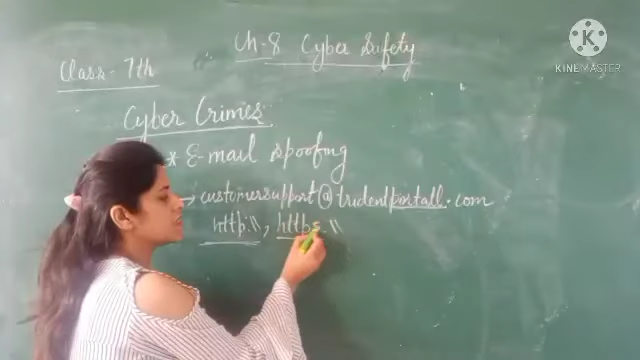 Ch-8 Cyber Safety
Class-7th
Cyber Crimes
* E-mail spoofing
→ customersupport@tridentportall.com
http:\\, https:\\
KINEMASTER